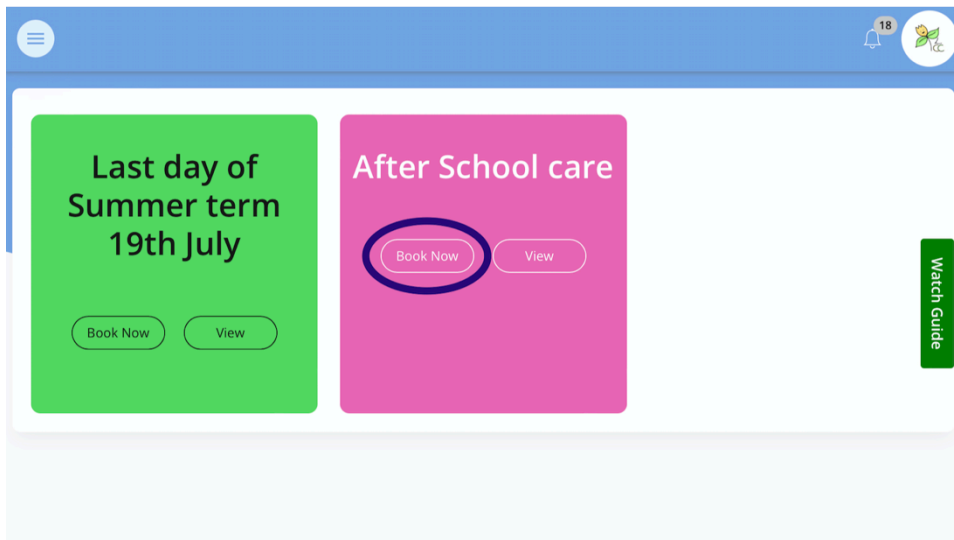 18
Last day of
Summer term
19th July
Book Now
View
After School care
Book Now
View
Watch Guide